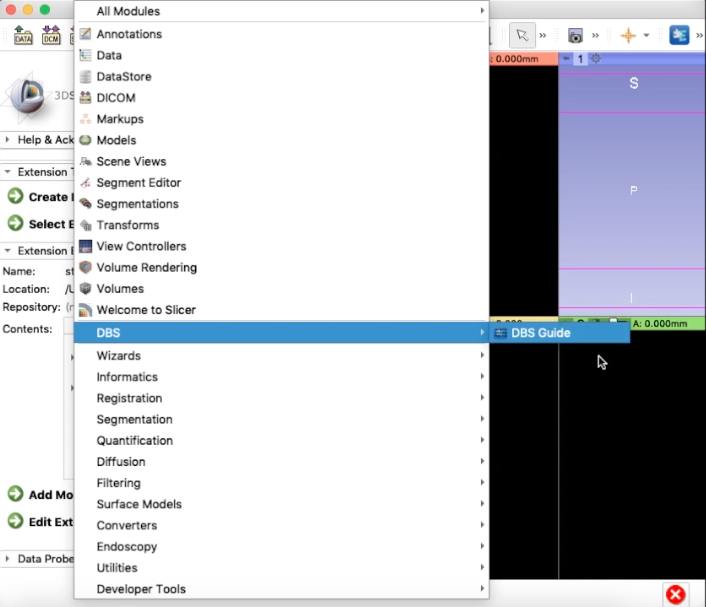 All Modules
Annotations
Data
DataStore
DICOM
Markups
Models
Scene Views
Segment Editor
Segmentations
Transforms
View Controllers
Volume Rendering
Volumes
Welcome to Slicer
DBS
DBS Guide
Wizards
Informatics
Registration
Segmentation
Quantification
Diffusion
Filtering
Surface Models
Converters
Endoscopy
Utilities
Developer Tools
DATA
DCM
3DS
Help & Ack
Extension T
Create
Select E
Extension E
Name: st
Location: /U
Repository: (n
Contents:
Add Mo
Edit Ext
Data Probe
: 0.000mm
1
S
P
I
A: 0.000mm